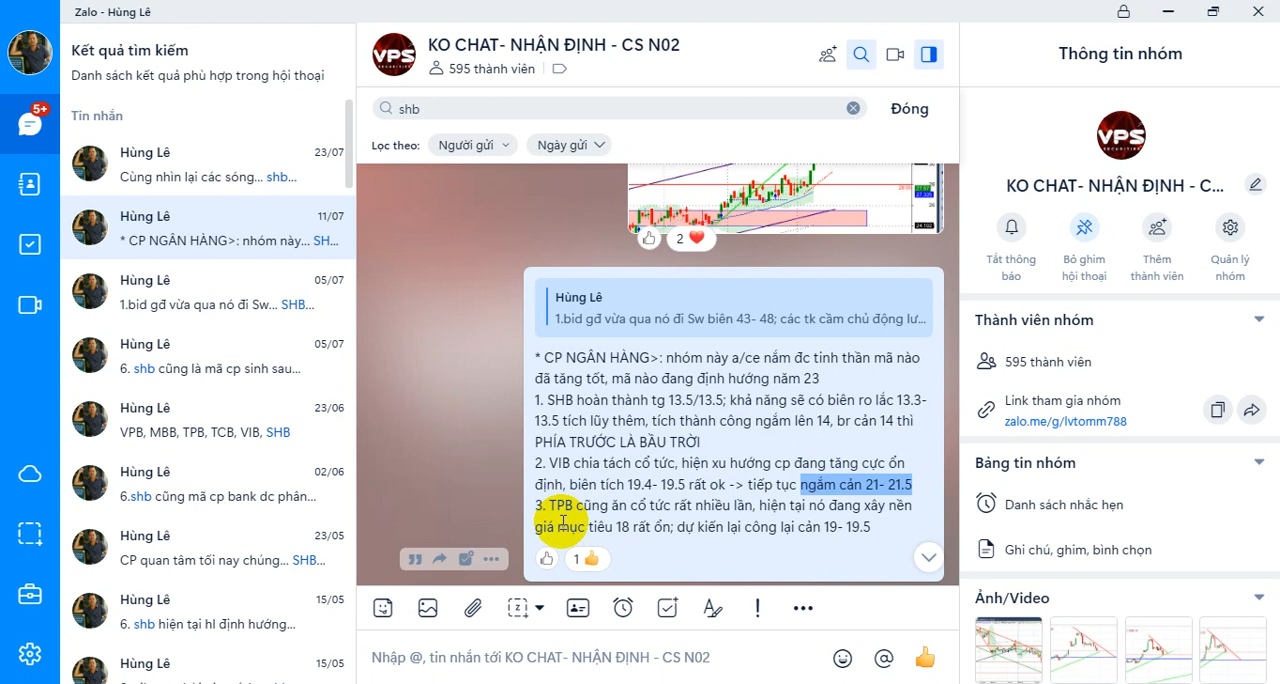 Zalo - Hùng Lê
5+
Kết quả tìm kiếm
Danh sách kết quả phù hợp trong hội thoại
Tin nhắn
Hùng Lê 23/07
Cùng nhìn lại các sóng... shb...
Hùng Lê 11/07
* CP NGÂN HÀNG>: nhóm này... SH...
Hùng Lê 05/07
1.bid gđ vừa qua nó đi Sw... SHB...
Hùng Lê 05/07
6. shb cũng là mã cp sinh sau...
Hùng Lê 23/06
VPB, MBB, TPB, TCB, VIB, SHB
Hùng Lê 02/06
6.shb cũng mã cp bank dc phân...
Hùng Lê 23/05
CP quan tâm tối nay chúng... SHB...
Hùng Lê 15/05
6. shb hiện tại hl định hướng...
Hùng Lê 15/05
VPS
SECURITIES
KO CHAT- NHẬN ĐỊNH - CS N02
595 thành viên
shb
Đóng
Lọc theo: Người gửi Ngày gửi
2
Hùng Lê
1.bid gđ vừa qua nó đi Sw biên 43- 48; các tk cầm chủ động lư...
* CP NGÂN HÀNG>: nhóm này a/ce nắm đc tinh thần mã nào
đã tăng tốt, mã nào đang định hướng năm 23
1. SHB hoàn thành tg 13.5/13.5; khả năng sẽ có biên ro lắc 13.3-
13.5 tích lũy thêm, tích thành công ngắm lên 14, br cản 14 thì
PHÍA TRƯỚC LÀ BẦU TRỜI
2. VIB chia tách cổ tức, hiện xu hướng cp đang tăng cực ổn
định, biên tích 19.4- 19.5 rất ok -> tiếp tục ngắm cản 21- 21.5
3. TPB cũng ăn cổ tức rất nhiều lần, hiện tại nó đang xây nền
giá mục tiêu 18 rất ổn; dự kiến lại công lại cản 19- 19.5
1
Nhập @, tin nhắn tới KO CHAT- NHẬN ĐỊNH - CS N02
Thông tin nhóm
VPS
SECURITIES
KO CHAT- NHẬN ĐỊNH - C...
Tắt thông
báo
Bỏ ghim
hội thoại
Thêm
thành viên
Quản lý
nhóm
Thành viên nhóm
595 thành viên
Link tham gia nhóm
zalo.me/g/lvtomm788
Bảng tin nhóm
Danh sách nhắc hẹn
Ghi chú, ghim, bình chọn
Ảnh/Video